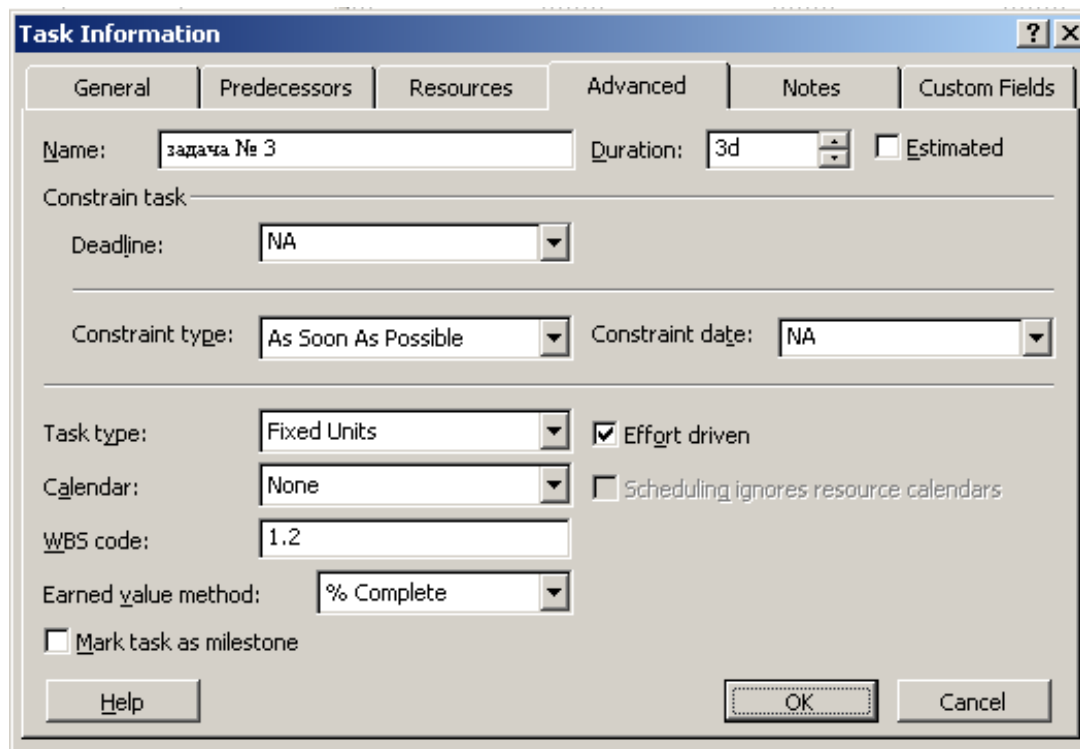 Task Information
General Predecessors Resources Advanced Notes Custom Fields
Name: задача № 3 Duration: 3d Estimated
Constrain task
Deadline: NA
Constraint type: As Soon As Possible Constraint date: NA
Task type: Fixed Units Effort driven
Calendar: None Scheduling ignores resource calendars
WBS code: 1.2
Earned value method: % Complete
Mark task as milestone
Help OK Cancel